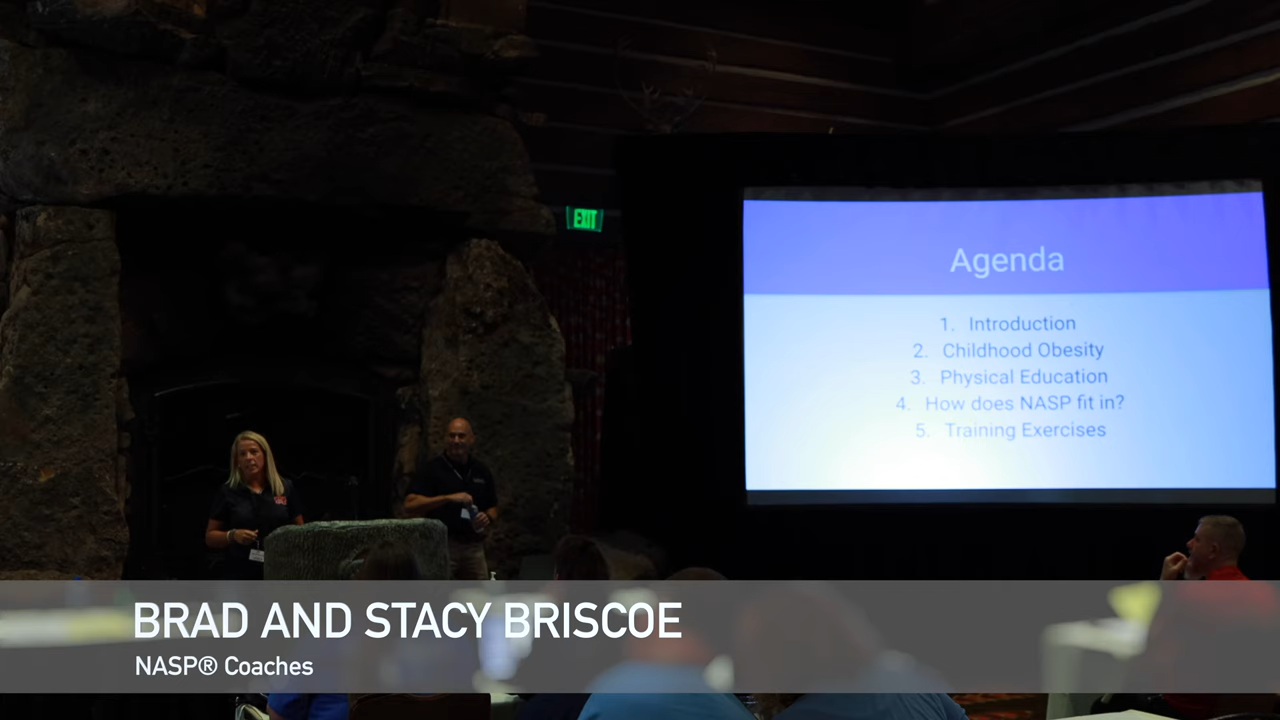 EXIT
Agenda
1. Introduction
2. Childhood Obesity
3. Physical Education
4. How does NASP fit in?
5. Training Exercises
BRAD AND STACY BRISCOE
NASP® Coaches